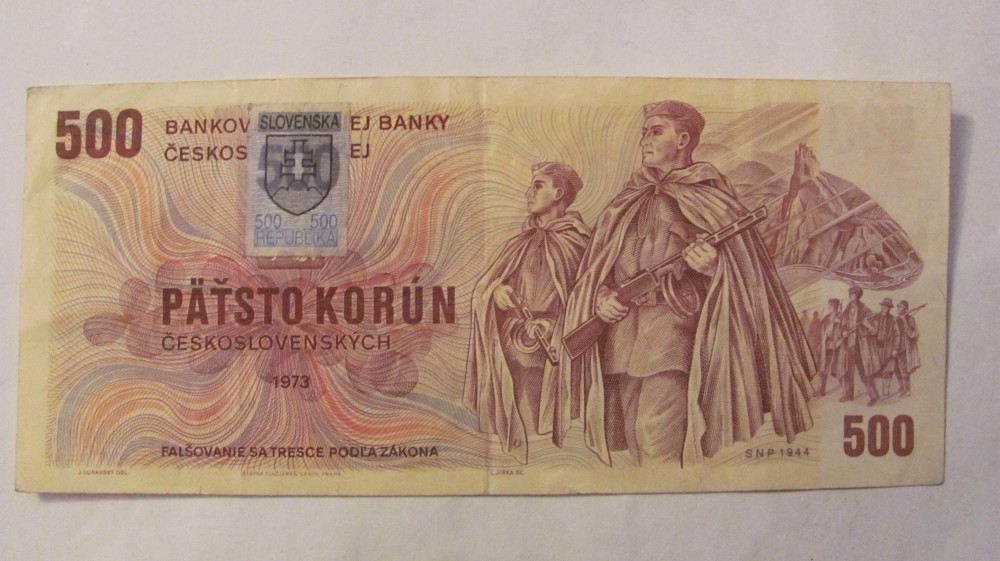 500
BANKOV EJ BANKY
ČESKOS EJ
SLOVENSKÁ
500 500
REPUBLIKA
PÄŤSTO KORÚN
ČESKOSLOVENSKÝCH
1973
FALŠOVANIE SA TRESCE PODĽA ZÁKONA
SNP 1944
500